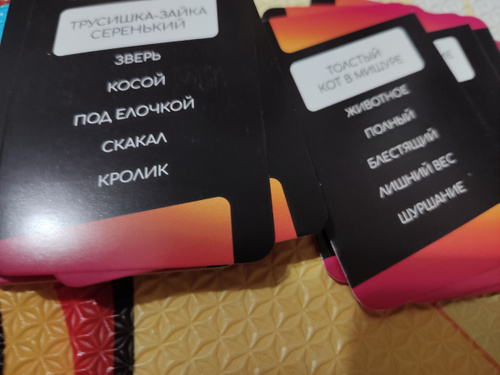 ТРУСИШКА-ЗАЙКА
СЕРЕНЬКИЙ
ЗВЕРЬ
КОСОЙ
ПОД ЕЛОЧКОЙ
СКАКАЛ
КРОЛИК
ТОЛСТЫЙ
КОТ В МИШУРЕ
ЖИВОТНОЕ
ПОЛНЫЙ
БЛЕСТЯЩИЙ
ЛИШНИЙ ВЕС
ШУРШАНИЕ